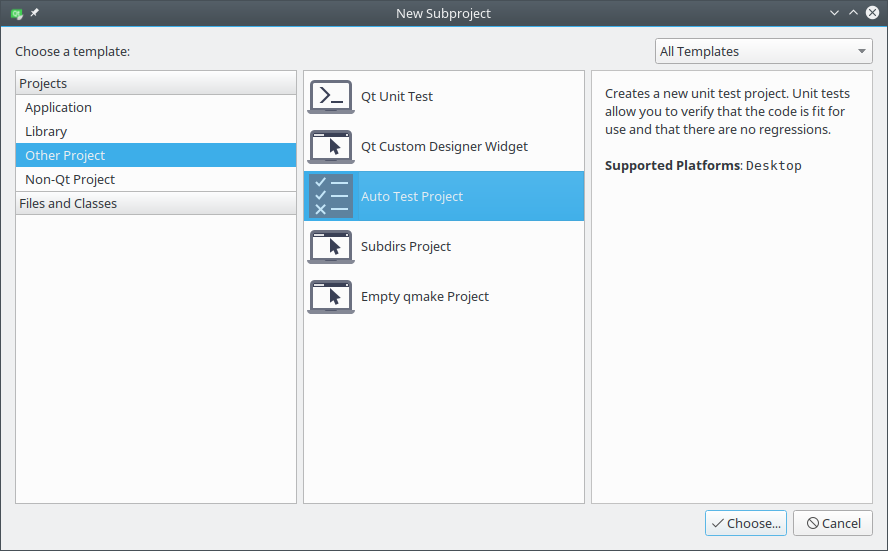 New Subproject
Choose a template:
All Templates
Projects
Application
Library
Other Project
Non-Qt Project
Files and Classes
Qt Unit Test
Qt Custom Designer Widget
Auto Test Project
Subdirs Project
Empty qmake Project
Creates a new unit test project. Unit tests
allow you to verify that the code is fit for
use and that there are no regressions.
Supported Platforms: Desktop
Choose...
Cancel